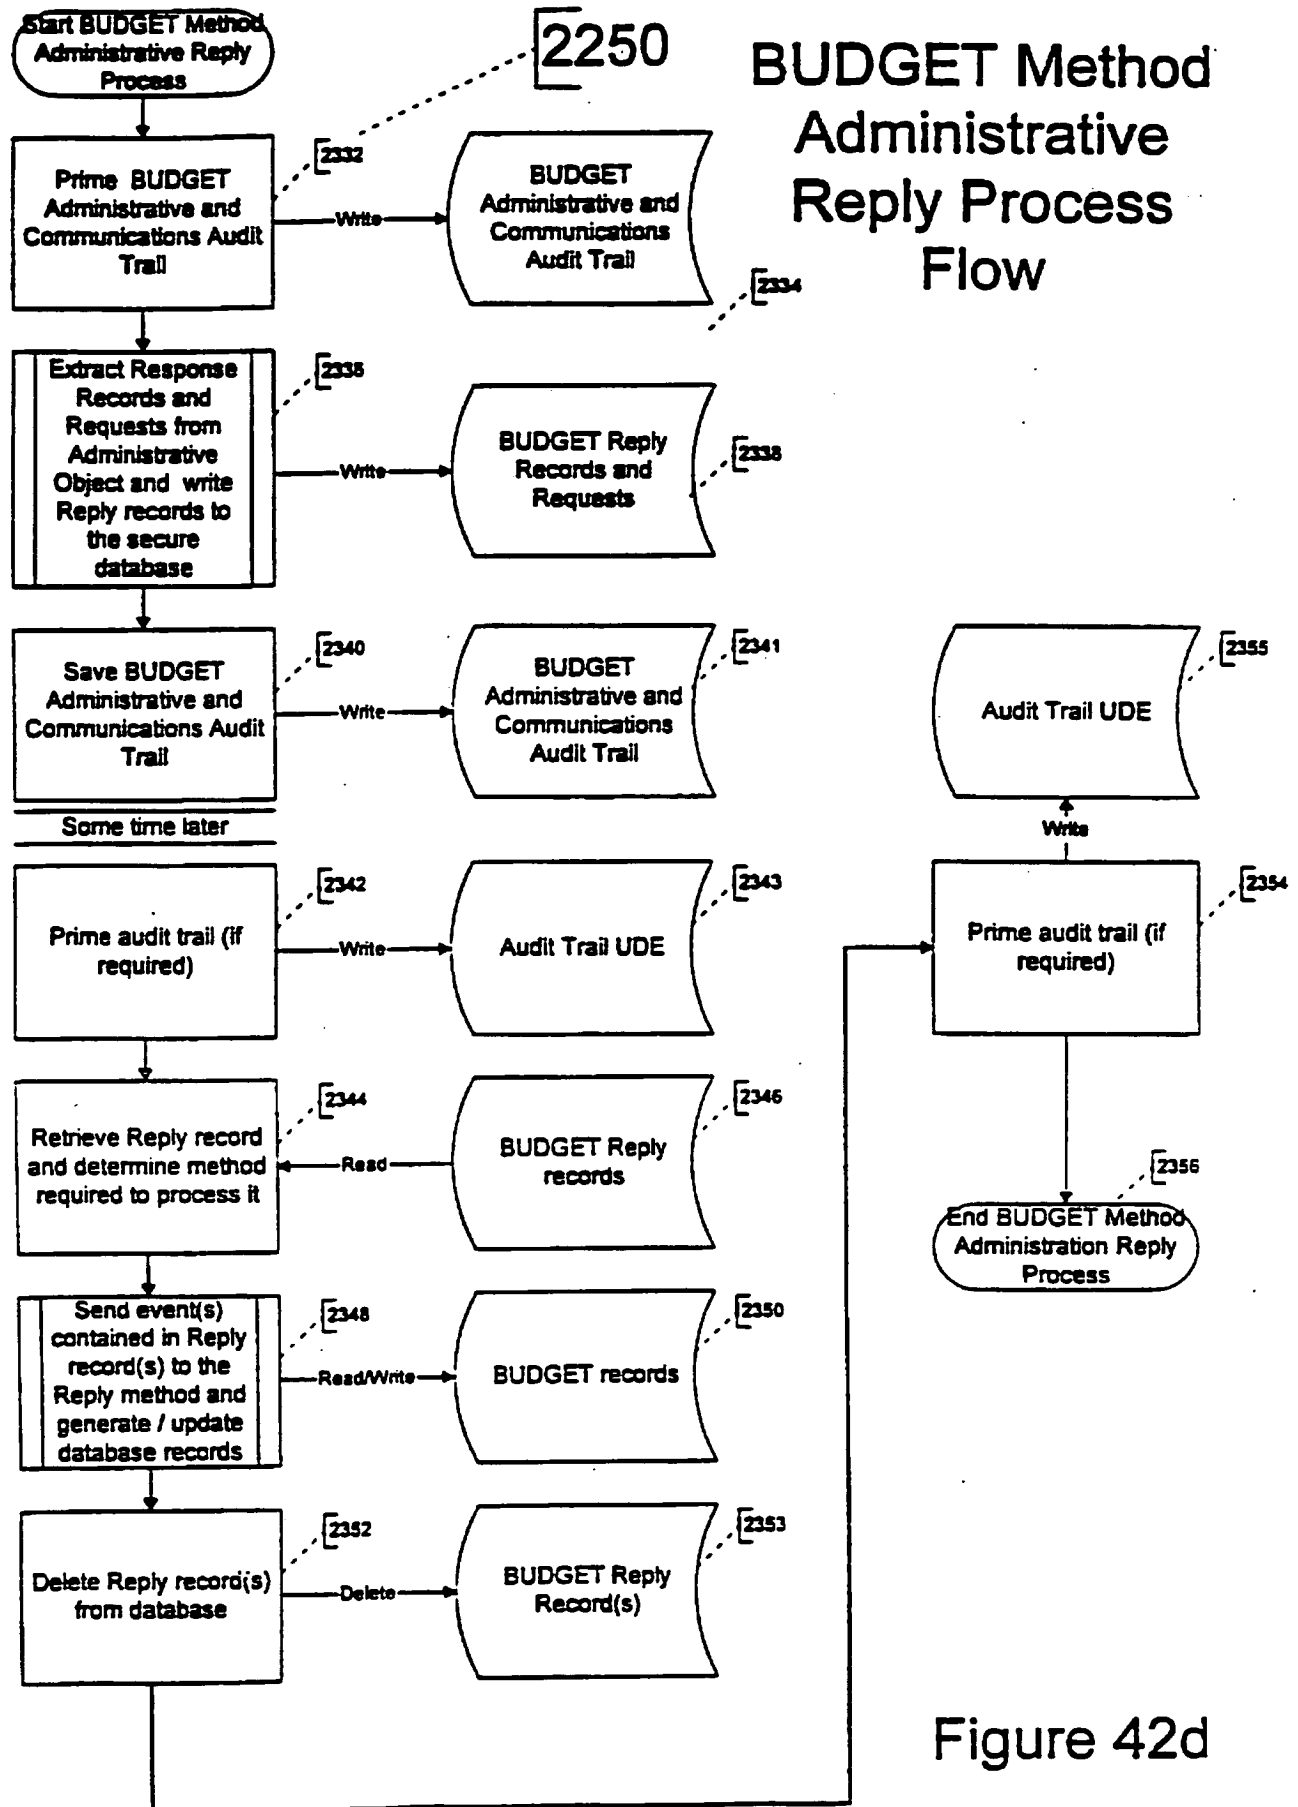 Start BUDGET Method
Administrative Reply
Process
2250
BUDGET Method
Administrative
Reply Process
Flow
2332
Prime BUDGET
Administrative and
Communications Audit
Trail
Write
BUDGET
Administrative and
Communications
Audit Trail
2334
Extract Response
Records and
Requests from
Administrative
Object and write
Reply records to
the secure
database
2335
Write
BUDGET Reply
Records and
Requests
2338
Save BUDGET
Administrative and
Communications Audit
Trail
2340
Write
BUDGET
Administrative and
Communications
Audit Trail
2341
Audit Trail UDE
2355
Some time later
Write
Prime audit trail (if
required)
2342
Write
Audit Trail UDE
2343
Prime audit trail (if
required)
2354
Retrieve Reply record
and determine method
required to process it
2344
Read
BUDGET Reply
records
2346
2356
End BUDGET Method
Administration Reply
Process
Send event(s)
contained in Reply
record(s) to the
Reply method and
generate / update
database records
2348
Read/Write
BUDGET records
2350
Delete Reply record(s)
from database
2352
Delete
BUDGET Reply
Record(s)
2353
Figure 42d